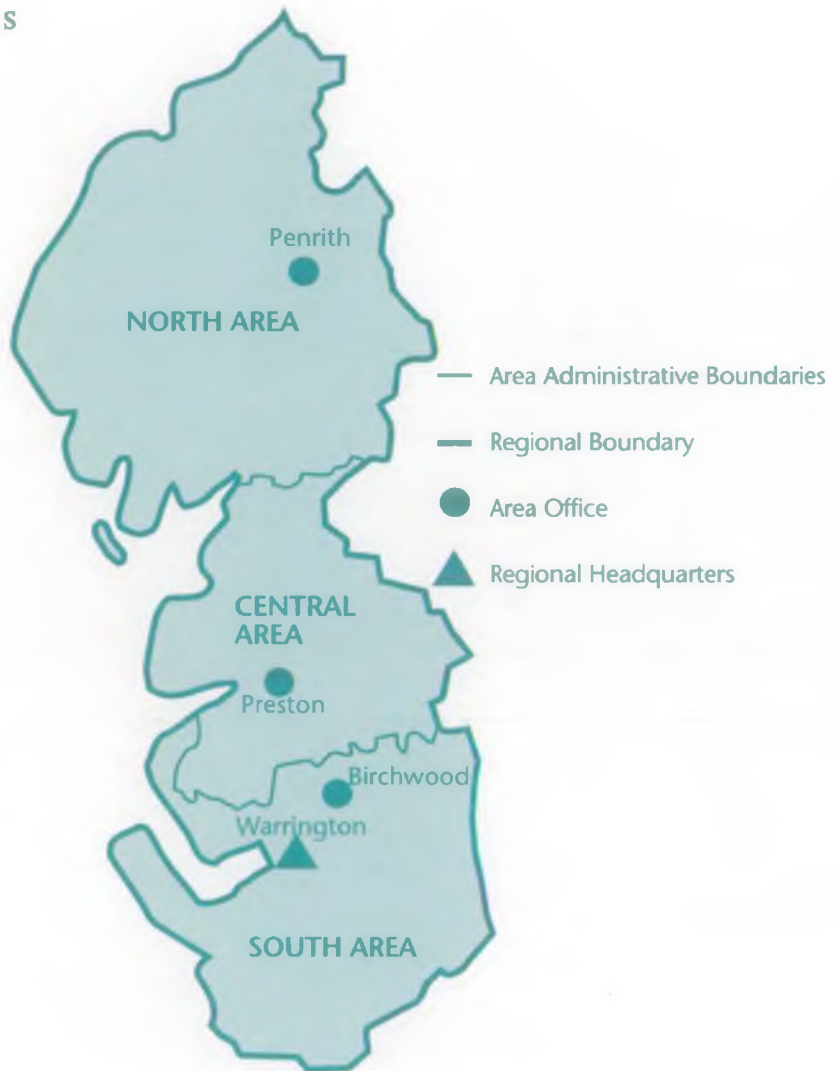 s
Penrith
NORTH AREA
Area Administrative Boundaries
Regional Boundary
Area Office
Regional Headquarters
CENTRAL
AREA
Preston
Birchwood
Warrington
SOUTH AREA